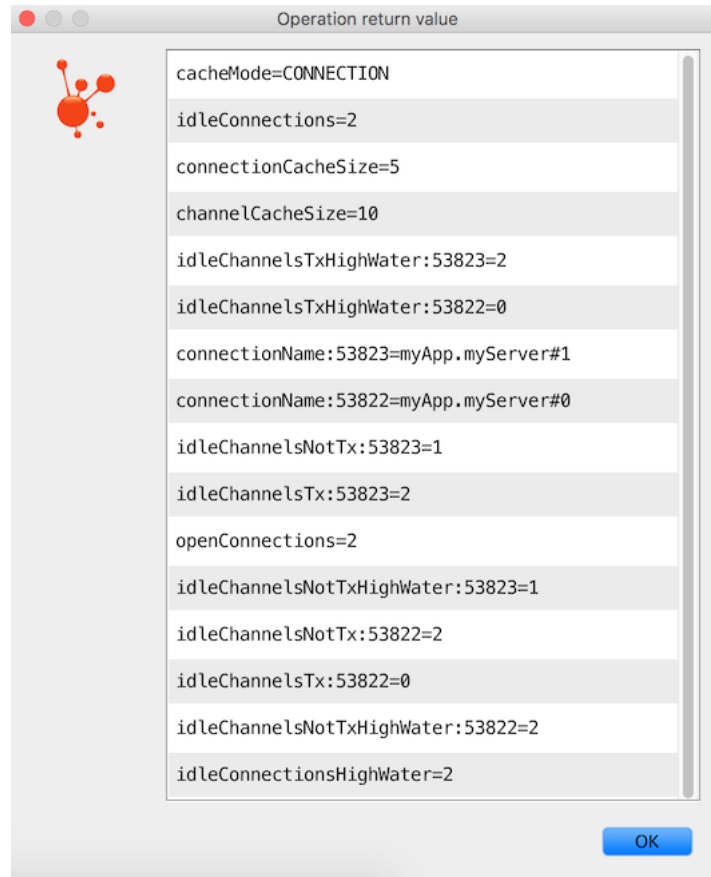 Operation return value
cacheMode=CONNECTION
idleConnections=2
connectionCacheSize=5
channelCacheSize=10
idleChannelsTxHighWater:53823=2
idleChannelsTxHighWater:53822=0
connectionName:53823=myApp.myServer#1
connectionName:53822=myApp.myServer#0
idleChannelsNotTx:53823=1
idleChannelsTx:53823=2
openConnections=2
idleChannelsNotTxHighWater:53823=1
idleChannelsNotTx:53822=2
idleChannelsTx:53822=0
idleChannelsNotTxHighWater:53822=2
idleConnectionsHighWater=2
OK